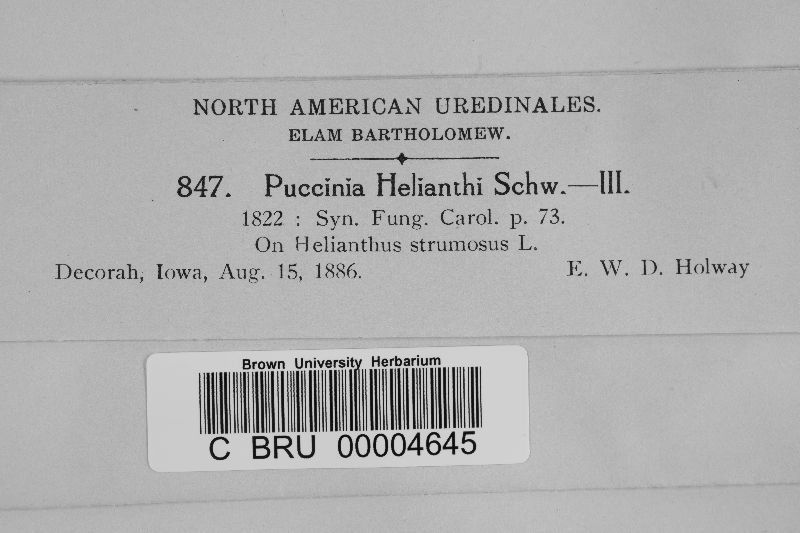 NORTH AMERICAN UREDINALES.
ELAM BARTHOLOMEW.
847. Puccinia Helianthi Schw.—III.
1822 : Syn. Fung. Carol. p. 73.
On Helianthus strumosus L.
Decorah, Iowa, Aug. 15, 1886. E. W. D. Holway
Brown University Herbarium
C BRU 00004645